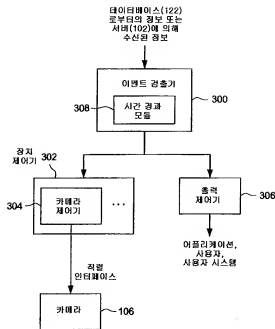 데이터베이스(122)
로부터의 정보 또는
서버(102)에 의해
수신된 정보
이벤트 검출기
308
시간 경과
모듈
300
장치
제어기
302
304
카메라
제어기
...
출력
제어기
306
직렬
인터페이스
어플리케이션,
사용자,
사용자 시스템
카메라
106